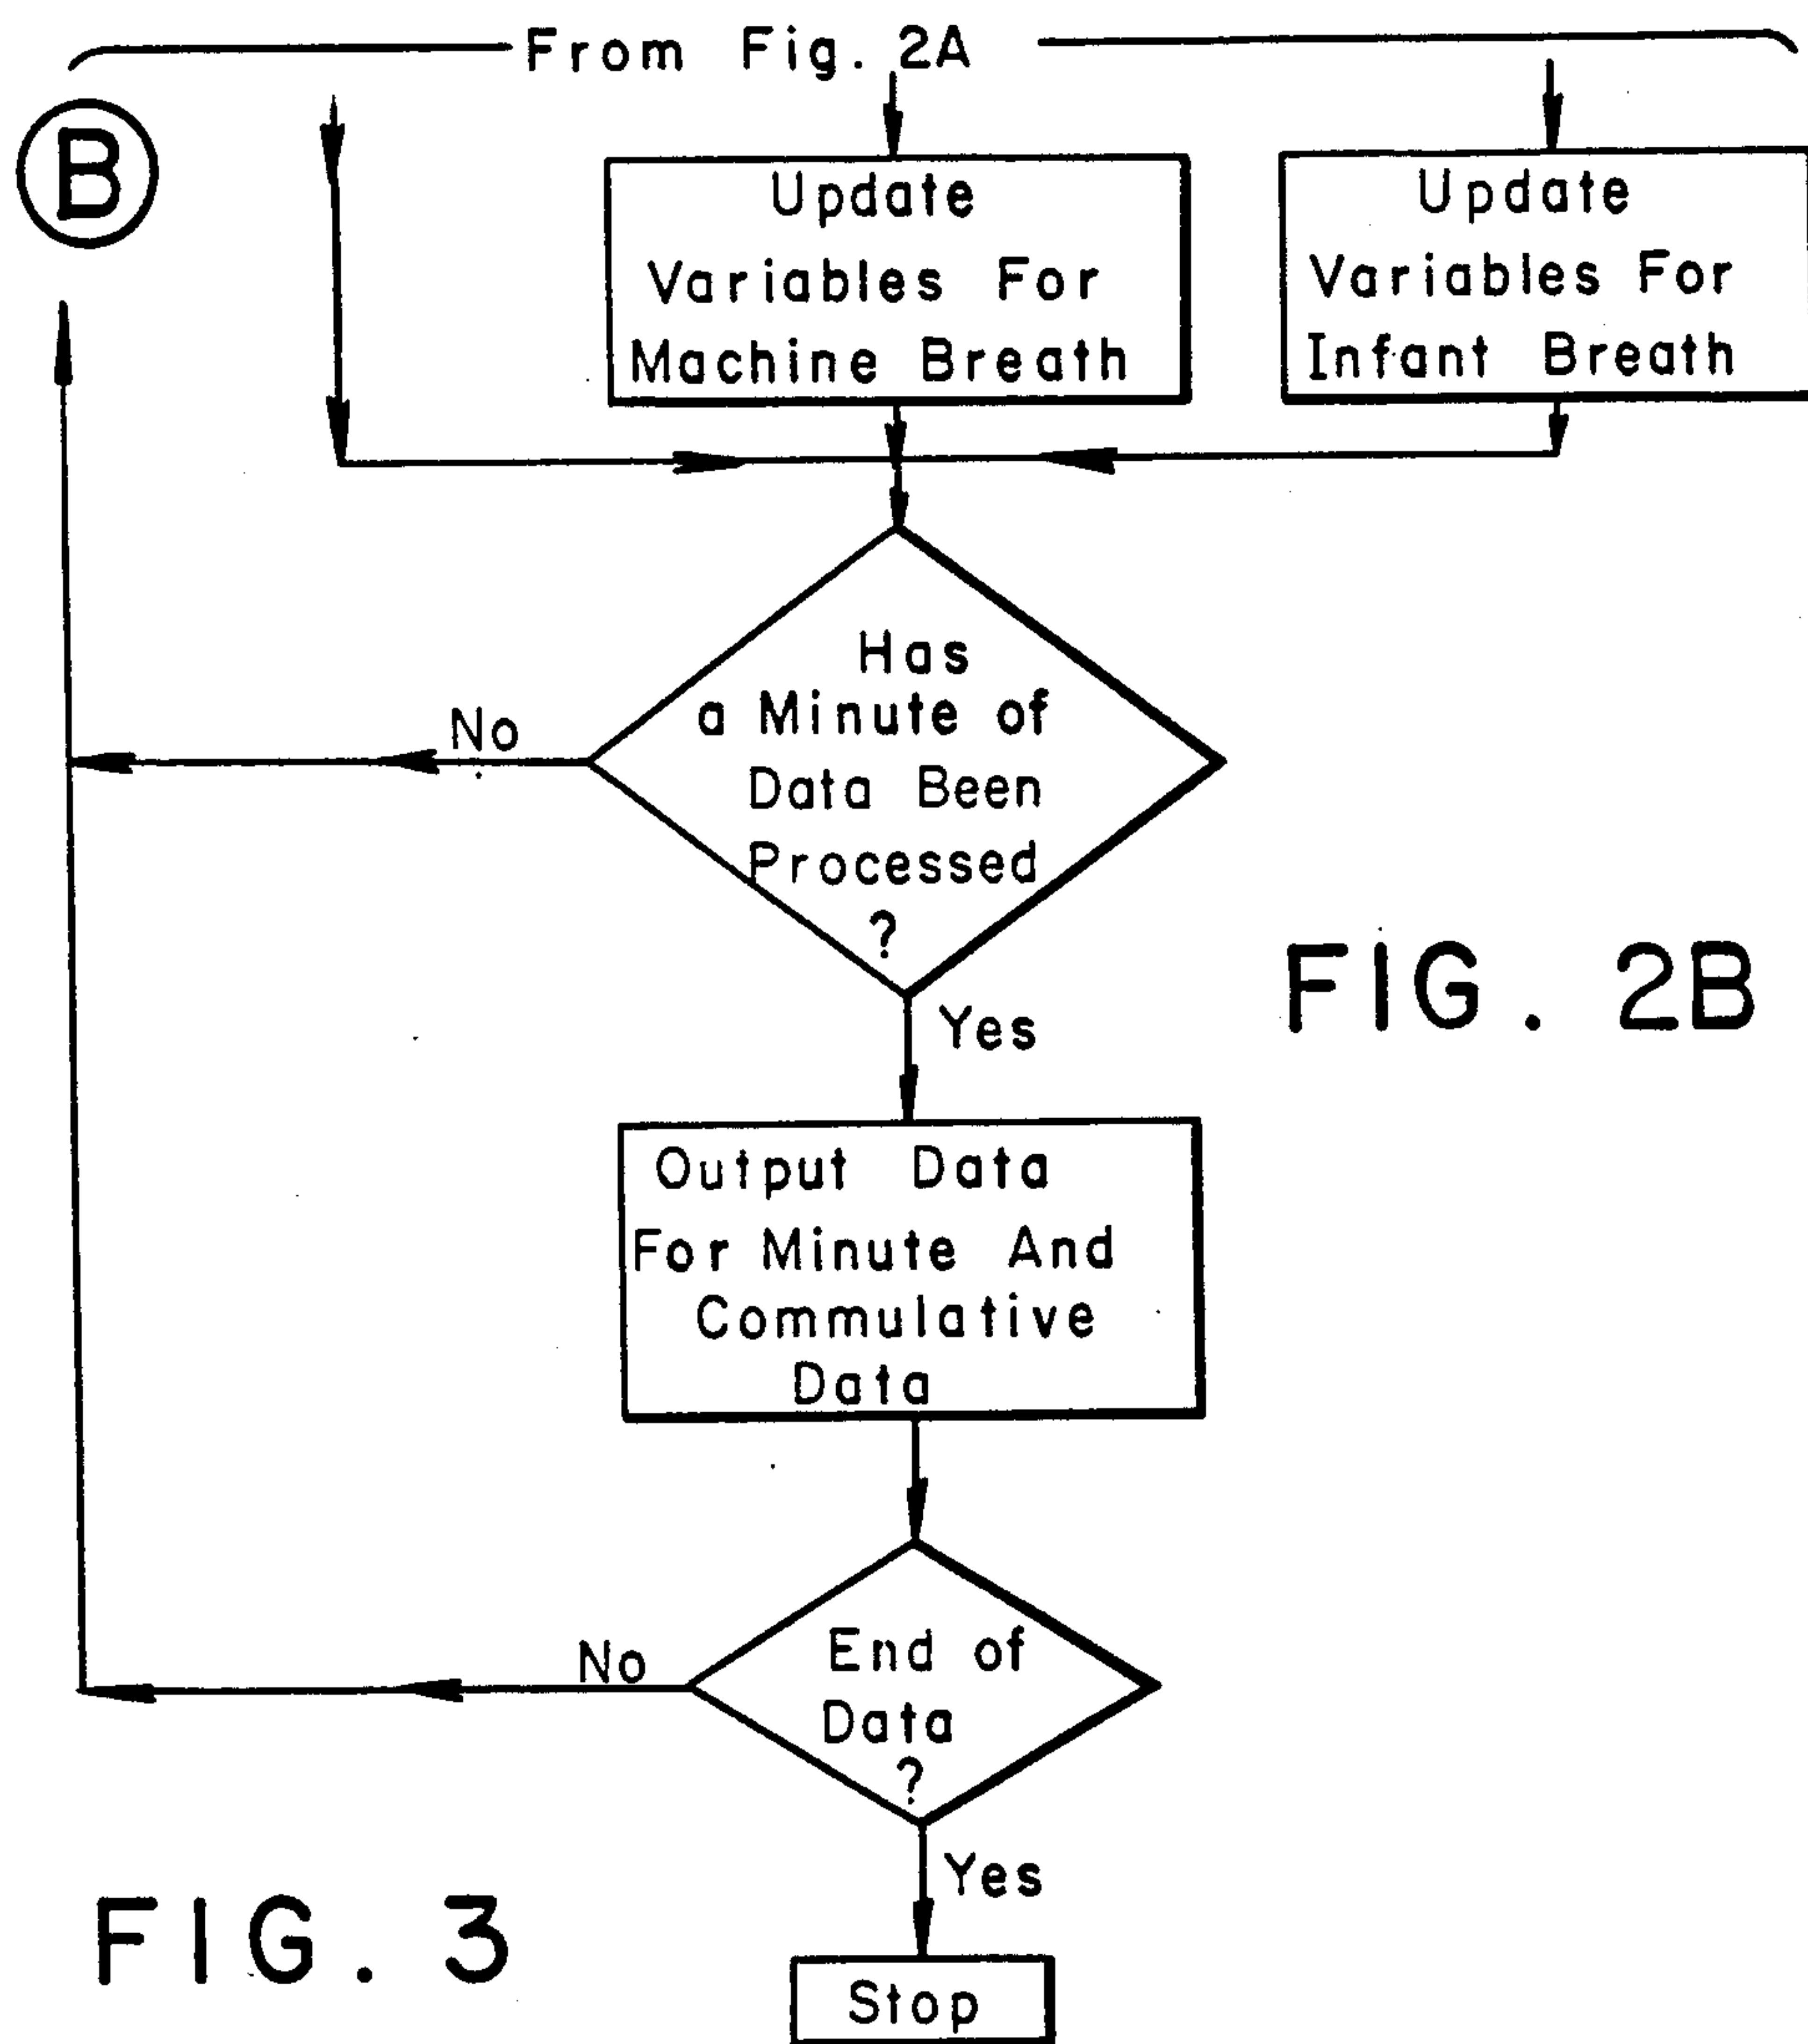 From Fig. 2A
B
Update
Variables For
Machine Breath
Update
Variables For
Infant Breath
Has
a Minute of
Data Been
Processed
?
No
Yes
FIG. 2B
Output Data
For Minute And
Commulative
Data
End of
Data
?
No
Yes
Stop
FIG. 3